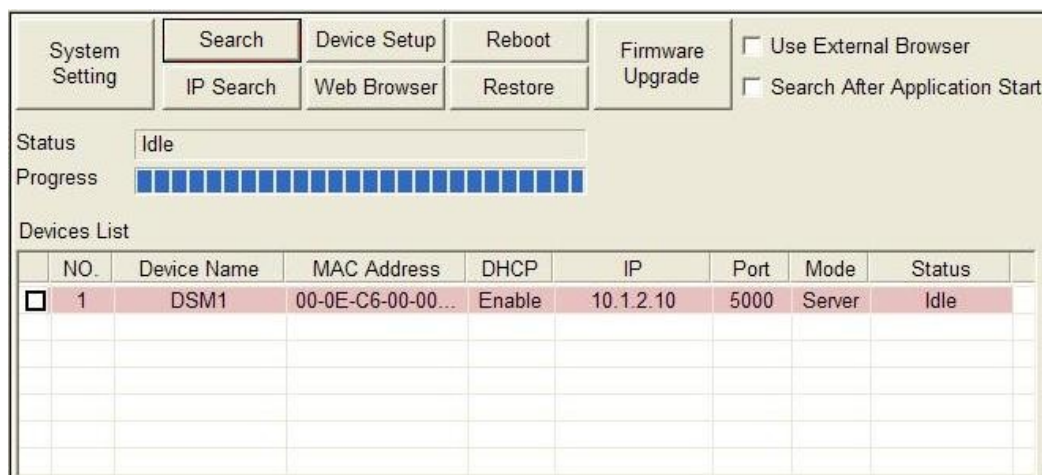 System Setting
Search
Device Setup
Reboot
Firmware Upgrade
Use External Browser
IP Search
Web Browser
Restore
Search After Application Start
Status
Idle
Progress
Devices List
NO. Device Name MAC Address DHCP IP Port Mode Status
1 DSM1 00-0E-C6-00-00... Enable 10.1.2.10 5000 Server Idle